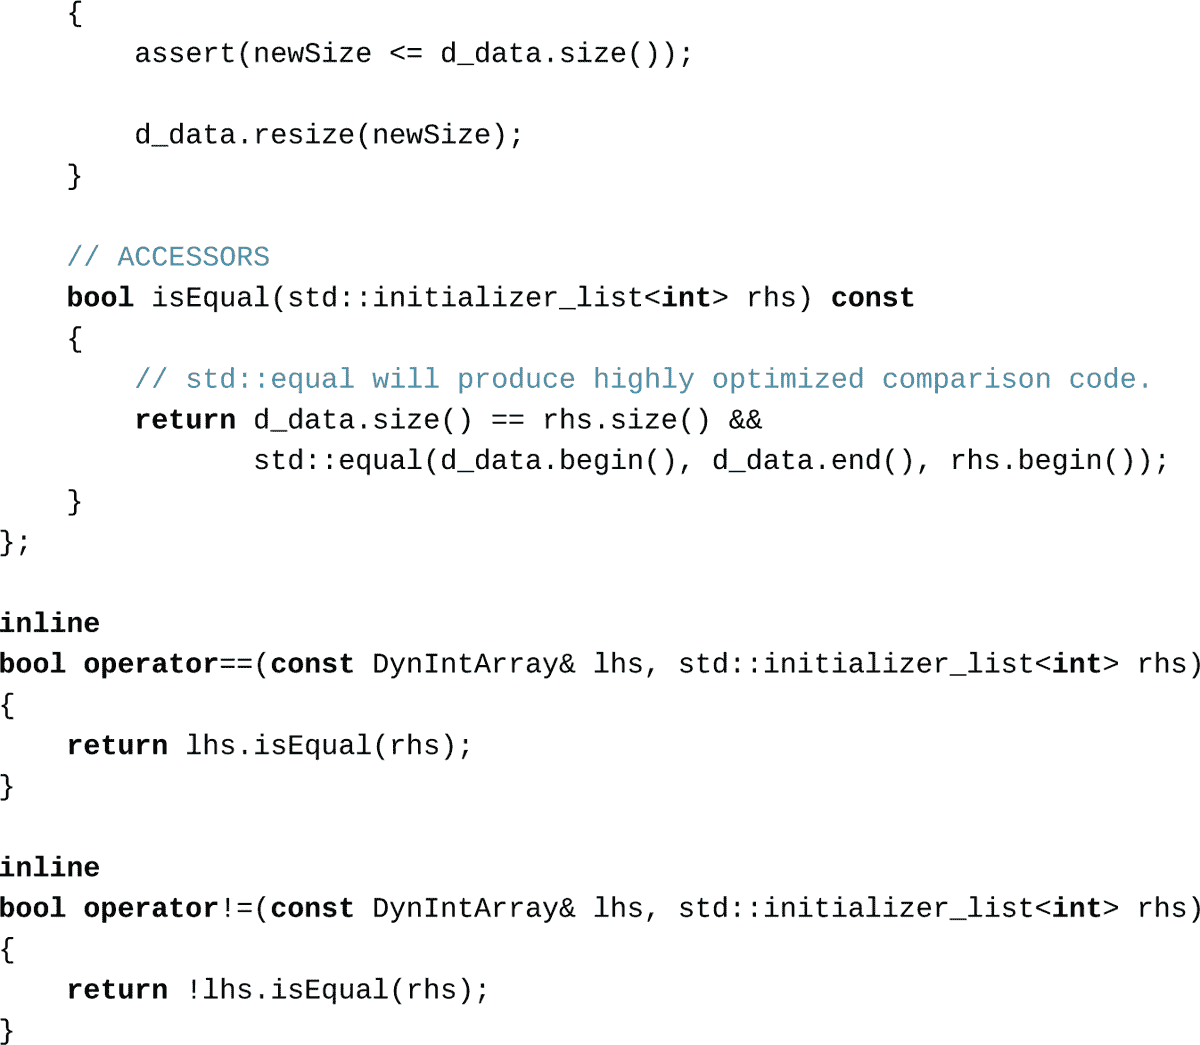 {
        assert(newSize <= d_data.size());

        d_data.resize(newSize);
    }

    // ACCESSORS
    bool isEqual(std::initializer_list<int> rhs) const
    {
        // std::equal will produce highly optimized comparison code.
        return d_data.size() == rhs.size() &&
               std::equal(d_data.begin(), d_data.end(), rhs.begin());
    }
};

inline
bool operator==(const DynIntArray& lhs, std::initializer_list<int> rhs)
{
    return lhs.isEqual(rhs);
}

inline
bool operator!=(const DynIntArray& lhs, std::initializer_list<int> rhs)
{
    return !lhs.isEqual(rhs);
}